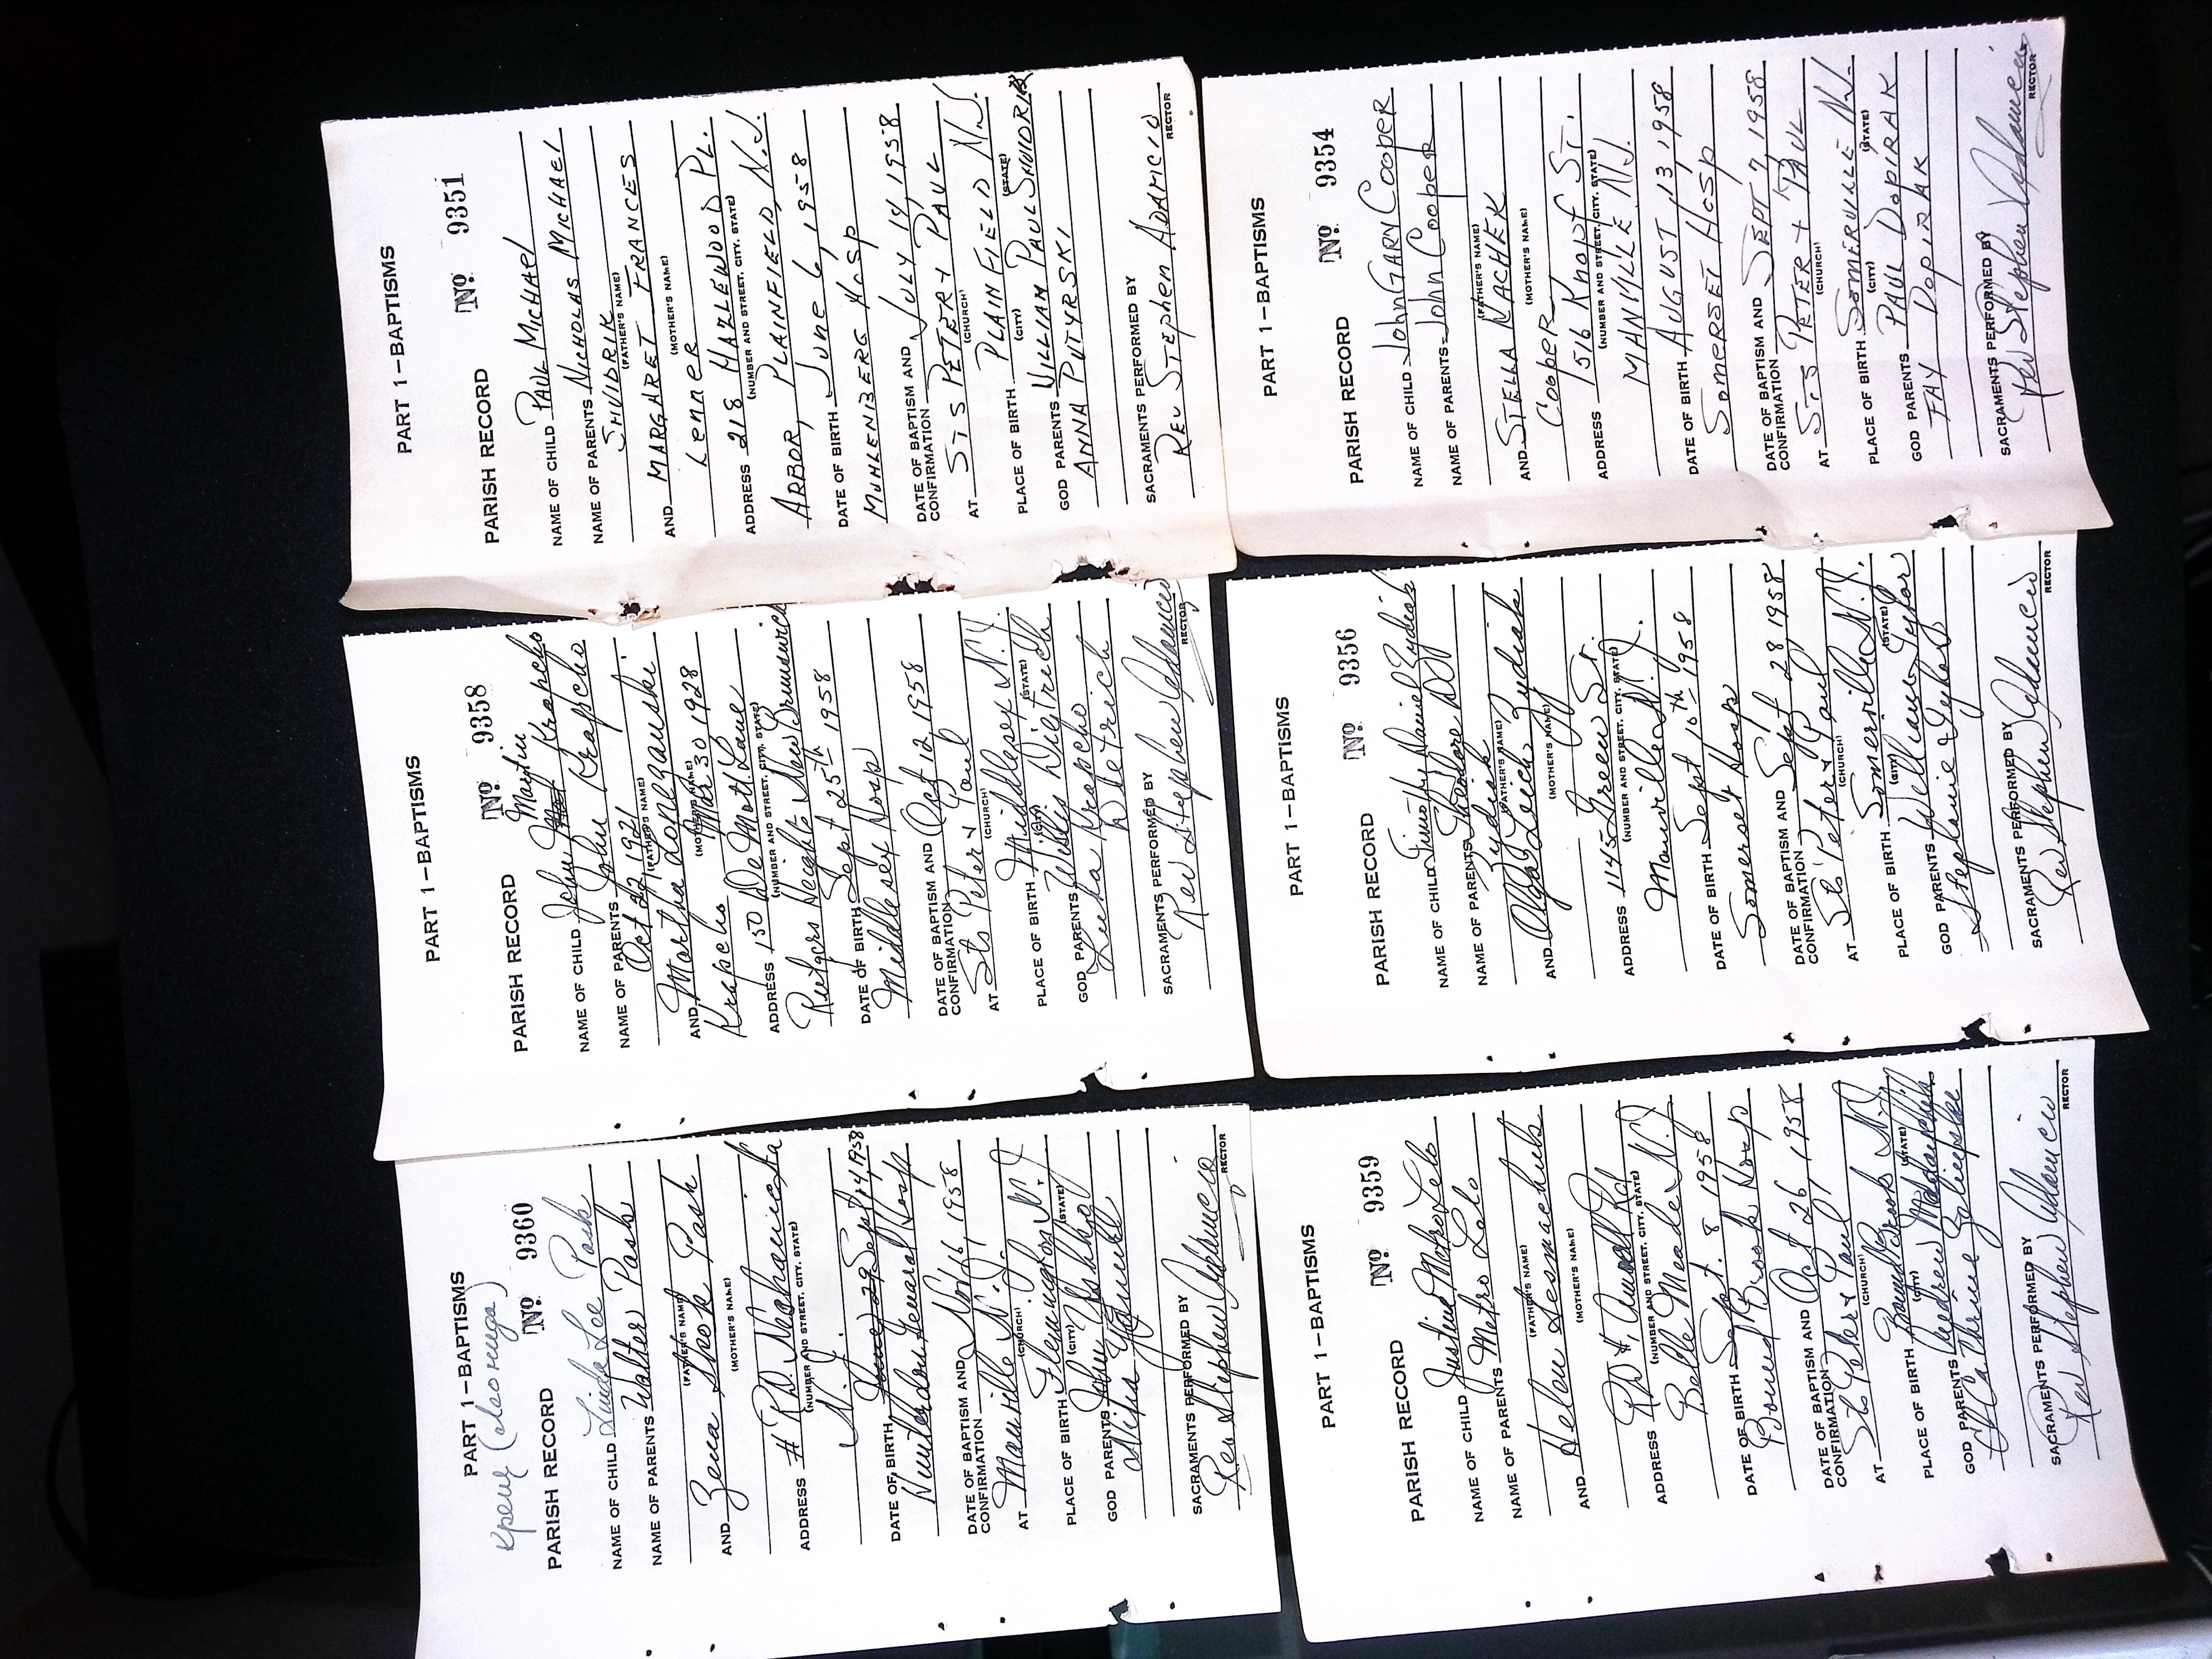 PART 1—BAPTISMS
крещ (Леонида)
PARISH RECORD No 9360
NAME OF CHILD Linda Lee Pask
NAME OF PARENTS Walter Pask
(FATHER'S NAME)
AND Zena Skok Pask
(MOTHER'S NAME)
ADDRESS # RD.
(NUMBER AND STREET, CITY, STATE)
N.J.
DATE OF BIRTH June 29 Sept 14, 1958
Hunterdon General Hosp
DATE OF BAPTISM AND
CONFIRMATION Nov 16, 1958
AT Manville N.J.
(CHURCH)
PLACE OF BIRTH Flemington N.J
(CITY) (STATE)
GOD PARENTS John Ushko
Nina
SACRAMENTS PERFORMED BY
Rev Stephen Adamcio
RECTOR
PART 1—BAPTISMS
PARISH RECORD No 9358
Martin
NAME OF CHILD John Krapcho
NAME OF PARENTS John Krapcho
Oct 22, 1921
(FATHER'S NAME)
AND Martha Lonezauski
(MOTHER'S NAME)
Krapcho Mar 30, 1928
ADDRESS 150 De Mott Lane
(NUMBER AND STREET, CITY, STATE)
Rutgers Heights New Brunswick
DATE OF BIRTH Sept 25th 1958
Middlesex Hosp
DATE OF BAPTISM AND
CONFIRMATION Oct 12, 1958
AT Sts Peter & Paul
(CHURCH)
PLACE OF BIRTH Middlesex N.J.
(CITY) (STATE)
GOD PARENTS Willis Dietrich
Luba Krapcho
Dietrich
SACRAMENTS PERFORMED BY
Rev Stephen Adamcio
RECTOR
PART 1—BAPTISMS
PARISH RECORD No 9351
NAME OF CHILD PAUL MICHAEL
NAME OF PARENTS NICHOLAS MICHAEL
SHUIDRIK
(FATHER'S NAME)
AND MARGARET FRANCES
(MOTHER'S NAME)
Lenner
ADDRESS 218 HAZLEWOOD PL.
(NUMBER AND STREET, CITY, STATE)
ARBOR, PLAINFIELD, N.J.
DATE OF BIRTH June 6, 1958
MUHLENBERG HOSP
DATE OF BAPTISM AND
CONFIRMATION JULY 14, 1958
AT STS PETER & PAUL
(CHURCH)
PLACE OF BIRTH PLAINFIELD N.J.
(CITY) (STATE)
GOD PARENTS WILLIAM PAUL SHUIDRIK
ANNA PUTYRSKI
SACRAMENTS PERFORMED BY
REV STEPHEN ADAMCIO
RECTOR
PART 1—BAPTISMS
PARISH RECORD No 9359
NAME OF CHILD Justine Metro Lelo
NAME OF PARENTS Metro Lelo
(FATHER'S NAME)
AND Helen
(MOTHER'S NAME)
ADDRESS RD #1 Amwell Rd
(NUMBER AND STREET, CITY, STATE)
Belle Meade N.J
DATE OF BIRTH Sept. 8, 1958
Bound Brook Hosp
DATE OF BAPTISM AND
CONFIRMATION Oct 26, 1958
AT Sts Peter & Paul
(CHURCH)
PLACE OF BIRTH Bound Brook N.J.
(CITY) (STATE)
GOD PARENTS Andrew
Cathrine
SACRAMENTS PERFORMED BY
Rev Stephen Adamcio
RECTOR
PART 1—BAPTISMS
PARISH RECORD No 9356
NAME OF CHILD Timothy Daniel Zydiak
NAME OF PARENTS Theodore
Zydiak
(FATHER'S NAME)
AND Olga Leich Zydiak
(MOTHER'S NAME)
ADDRESS 1145 Green St.
(NUMBER AND STREET, CITY, STATE)
Manville N.J.
DATE OF BIRTH Sept 10th 1958
Somerset Hosp
DATE OF BAPTISM AND
CONFIRMATION Sept 28, 1958
AT Sts Peter & Paul
(CHURCH)
PLACE OF BIRTH Somerville N.J.
(CITY) (STATE)
GOD PARENTS William Sykor
Stephanie Sykor
SACRAMENTS PERFORMED BY
Rev Stephen Adamcio
RECTOR
PART 1—BAPTISMS
PARISH RECORD No 9354
NAME OF CHILD John GARY Cooper
NAME OF PARENTS John Cooper
(FATHER'S NAME)
AND STELLA NACHEK
(MOTHER'S NAME)
Cooper
ADDRESS 1516 Knopf ST.
(NUMBER AND STREET, CITY, STATE)
MANVILLE N.J.
DATE OF BIRTH AUGUST 13, 1958
SOMERSET HOSP
DATE OF BAPTISM AND
CONFIRMATION SEPT 7, 1958
AT STS PETER & PAUL
(CHURCH)
PLACE OF BIRTH SOMERVILLE N.J.
(CITY) (STATE)
GOD PARENTS PAUL DOPIRAK
FAY DOPIRAK
SACRAMENTS PERFORMED BY
Rev Stephen Adamcio
RECTOR